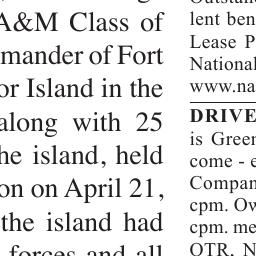 A&M Class of
mander of Fort
or Island in the
along with 25
he island, held
on on April 21,
the island had
forces and all
lent ben
Lease P
National
www.na
DRIVE
is Green
come - e
Compan
cpm. Ow
cpm. me
OTR. N